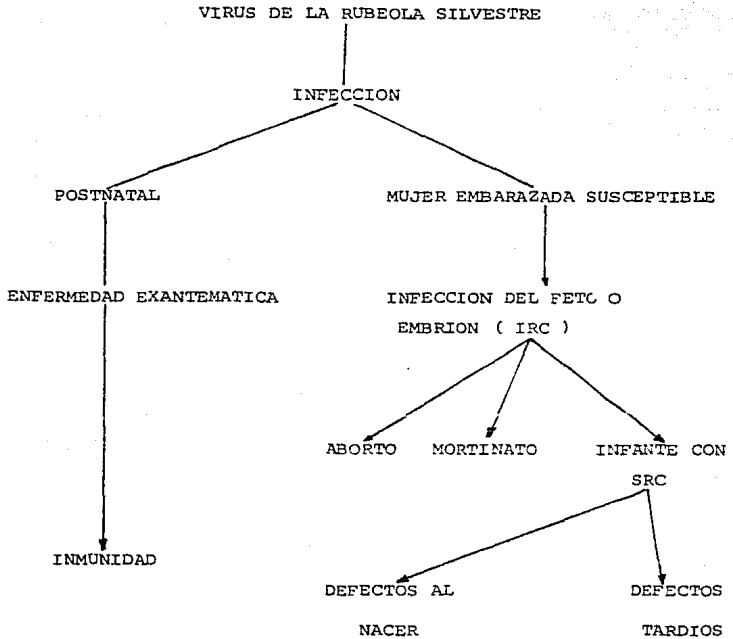 VIRUS DE LA RUBEOLA SILVESTRE
INFECCION
POSTNATAL
MUJER EMBARAZADA SUSCEPTIBLE
ENFERMEDAD EXANTEMATICA
INFECCION DEL FETO O
EMBRION ( IRC )
ABORTO
MORTINATO
INFANTE CON
SRC
INMUNIDAD
DEFECTOS AL
NACER
DEFECTOS
TARDIOS